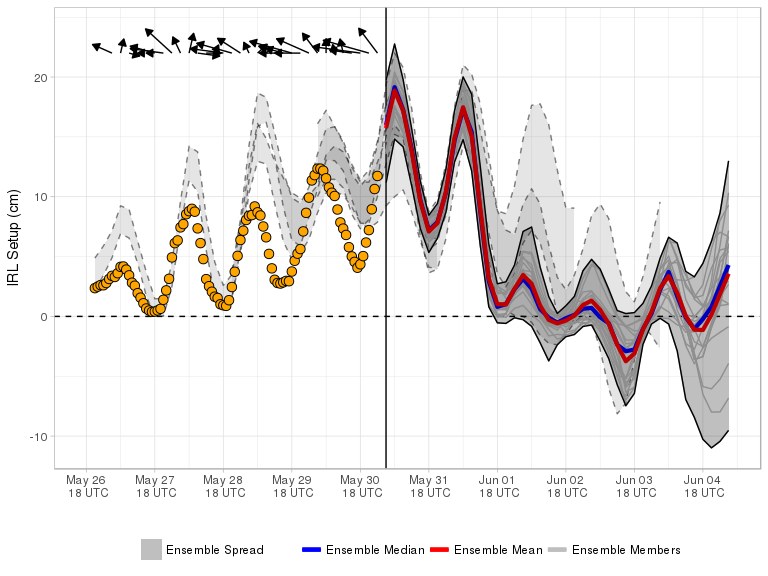 IRL Setup (cm)
20
10
0
-10
May 26 May 27 May 28 May 29 May 30 May 31 Jun 01 Jun 02 Jun 03 Jun 04
18 UTC 18 UTC 18 UTC 18 UTC 18 UTC 18 UTC 18 UTC 18 UTC 18 UTC 18 UTC
Ensemble Spread Ensemble Median Ensemble Mean Ensemble Members